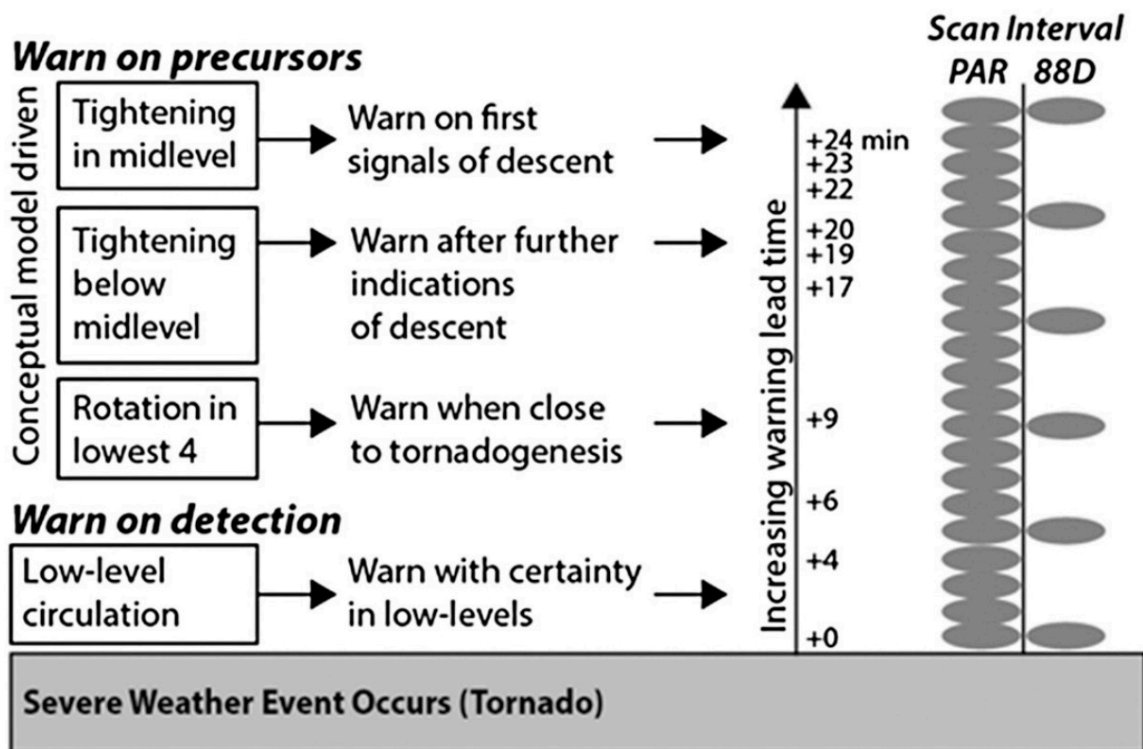 Scan Interval
PAR 88D
Warn on precursors
Conceptual model driven
Tightening
in midlevel
Warn on first
signals of descent
Tightening
below
midlevel
Warn after further
indications
of descent
Rotation in
lowest 4
Warn when close
to tornadogenesis
Warn on detection
Low-level
circulation
Warn with certainty
in low-levels
Increasing warning lead time
+24 min
+23
+22
+20
+19
+17
+9
+6
+4
+0
Severe Weather Event Occurs (Tornado)